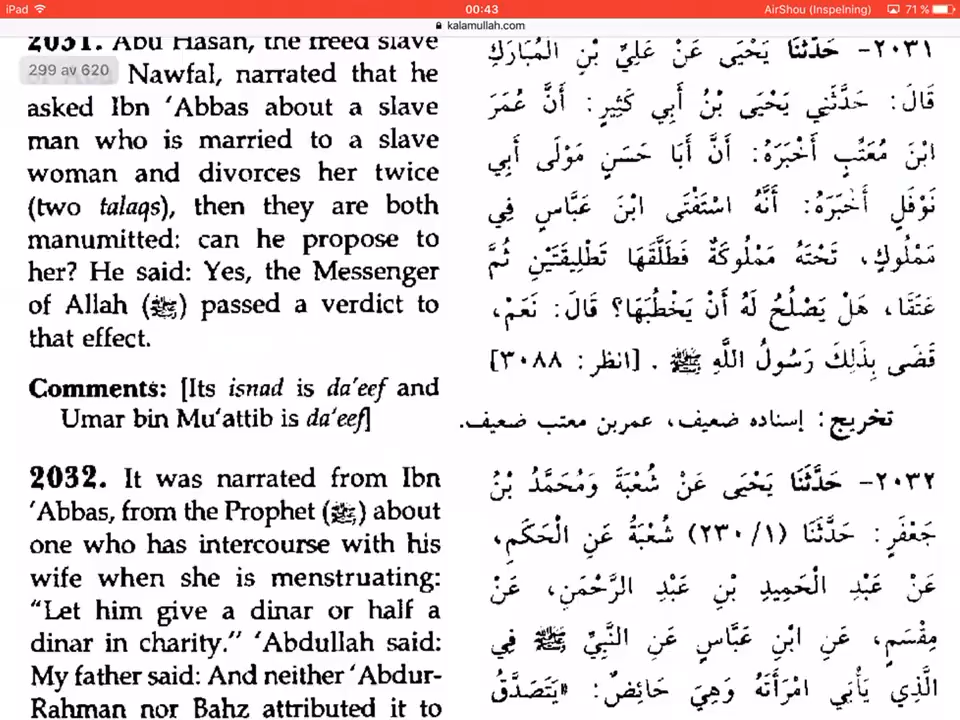 iPad 00:43 AirShou (Inspelning) 71 %
kalamullah.com
299 av 620
2031. Abu Hasan, the freed slave
Nawfal, narrated that he
asked Ibn ‘Abbas about a slave
man who is married to a slave
woman and divorces her twice
(two talaqs), then they are both
manumitted: can he propose to
her? He said: Yes, the Messenger
of Allah (ﷺ) passed a verdict to
that effect.
Comments: [Its isnad is da’eef and
Umar bin Mu‘attib is da’eef]
2032. It was narrated from Ibn
‘Abbas, from the Prophet (ﷺ) about
one who has intercourse with his
wife when she is menstruating:
“Let him give a dinar or half a
dinar in charity.” ‘Abdullah said:
My father said: And neither ‘Abdur-
Rahman nor Bahz attributed it to
٢٠٣١- حَدَّثَنَا يَحْيَى عَنْ عَلِيِّ بْنِ الْمُبَارَكِ
قَالَ: حَدَّثَنِي يَحْيَى بْنُ أَبِي كَثِيرٍ: أَنَّ عُمَرَ
ابْنَ مُعَتِّبٍ أَخْبَرَهُ: أَنَّ أَبَا حَسَنٍ مَوْلَى أَبِي
نَوْفَلٍ أَخْبَرَهُ: أَنَّهُ اسْتَفْتَى ابْنَ عَبَّاسٍ فِي
مَمْلُوكٍ، تَحْتَهُ مَمْلُوكَةٌ فَطَلَّقَهَا تَطْلِيقَتَيْنِ ثُمَّ
عَتَقَا، هَلْ يَصْلُحُ لَهُ أَنْ يَخْطُبَهَا؟ قَالَ: نَعَمْ،
قَضَى بِذَلِكَ رَسُولُ اللَّهِ ﷺ . [انظر: ٣٠٨٨]
تخريج: إسناده ضعيف، عمربن معتب ضعيف.
٢٠٣٢- حَدَّثَنَا يَحْيَى عَنْ شُعْبَةَ وَمُحَمَّدُ بْنُ
جَعْفَرٍ: حَدَّثَنَا (٢٣٠/١) شُعْبَةُ عَنِ الْحَكَمِ،
عَنْ عَبْدِ الْحَمِيدِ بْنِ عَبْدِ الرَّحْمَنِ، عَنْ
مِقْسَمٍ، عَنِ ابْنِ عَبَّاسٍ عَنِ النَّبِيِّ ﷺ فِي
الَّذِي يَأْتِي امْرَأَتَهُ وَهِيَ حَائِضٌ: «يَتَصَدَّقُ